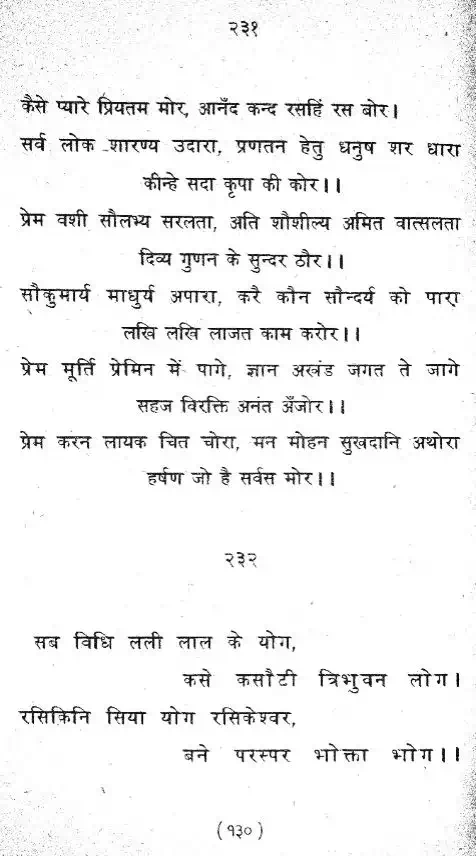 २३१
कैसे प्यारे प्रियतम मोर, आनँद कन्द रसहिं रस बोर।
सर्व लोक शारण्य उदारा, प्रणतन हेतु धनुष शर धारा
कीन्हे सदा कृपा की कोर।।
प्रेम वशी सौलभ्य सरलता, अति शौशील्य अमित वात्सलता
दिव्य गुणन के सुन्दर ठौर।।
सौकुमार्य माधुर्य अपारा, करै कौन सौन्दर्य को पारा
लखि लखि लाजत काम करोर।।
प्रेम मूर्ति प्रेमिन में पागे, ज्ञान अखंड जगत ते जागे
सहज विरक्ति अनंत अँजोर।।
प्रेम करन लायक चित चोरा, मन मोहन सुखदानि अथोरा
हर्षण जो है सर्वस मोर।।
२३२
सब विधि लली लाल के योग,
कसे कसौटी त्रिभुवन लोग।
रसिकिनि सिया योग रसिकेश्वर,
बने परस्पर भोक्ता भोग।।
(१३०)